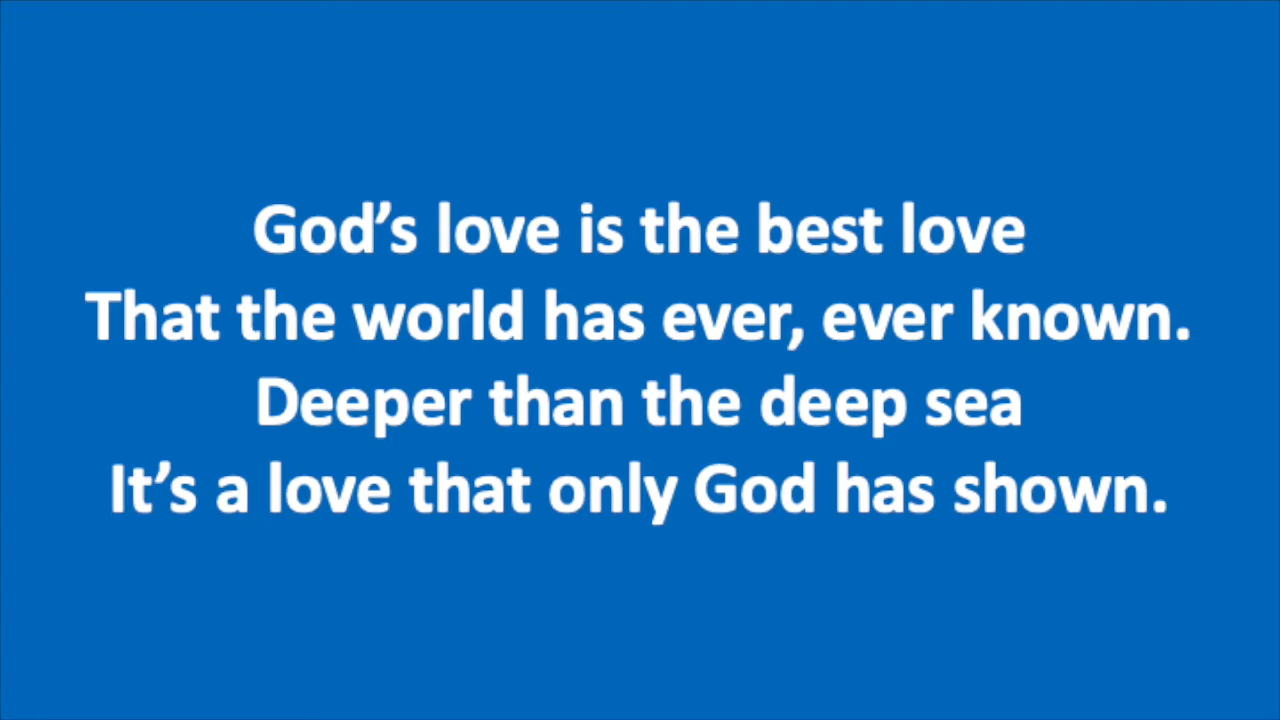 God’s love is the best love
That the world has ever, ever known.
Deeper than the deep sea
It’s a love that only God has shown.